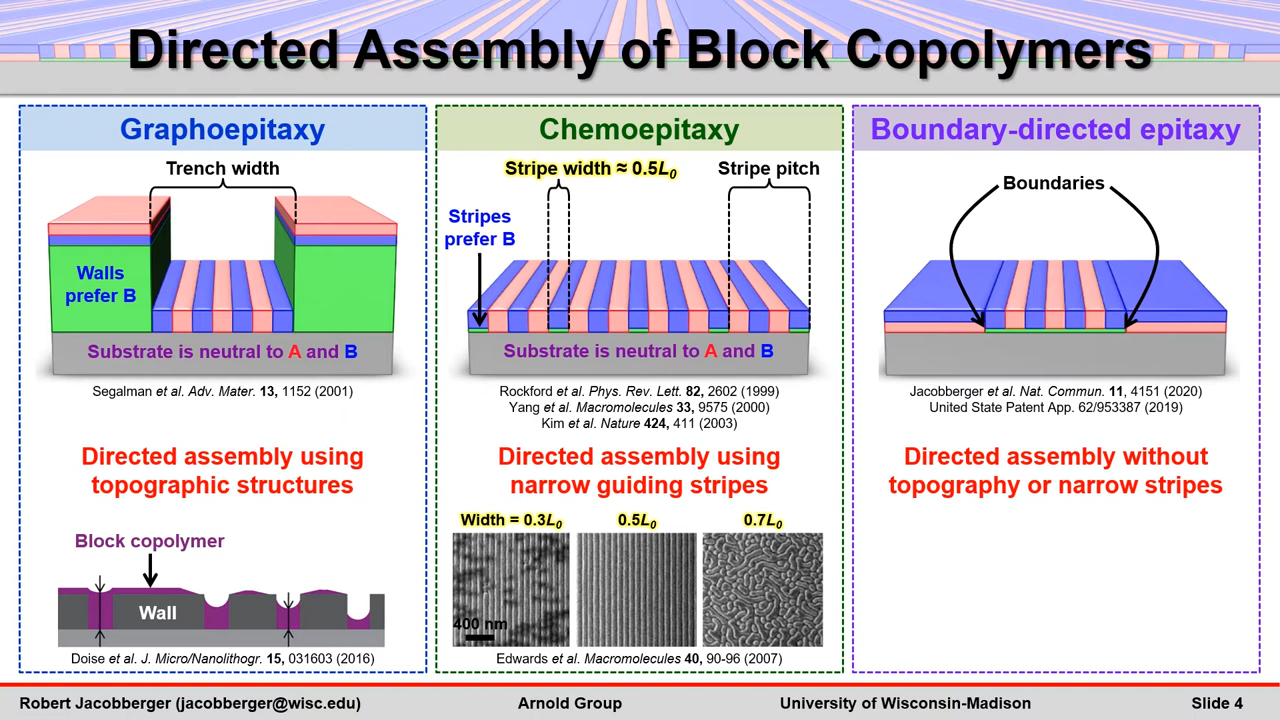 Directed Assembly of Block Copolymers
Graphoepitaxy
Trench width
Walls
prefer B
Substrate is neutral to A and B
Segalman et al. Adv. Mater. 13, 1152 (2001)
Directed assembly using
topographic structures
Block copolymer
Wall
Doise et al. J. Micro/Nanolithogr. 15, 031603 (2016)
Chemoepitaxy
Stripe width ≈ 0.5L₀
Stripe pitch
Stripes
prefer B
Substrate is neutral to A and B
Rockford et al. Phys. Rev. Lett. 82, 2602 (1999)
Yang et al. Macromolecules 33, 9575 (2000)
Kim et al. Nature 424, 411 (2003)
Directed assembly using
narrow guiding stripes
Width = 0.3L₀
0.5L₀
0.7L₀
400 nm
Edwards et al. Macromolecules 40, 90-96 (2007)
Boundary-directed epitaxy
Boundaries
Jacobberger et al. Nat. Commun. 11, 4151 (2020)
United State Patent App. 62/953387 (2019)
Directed assembly without
topography or narrow stripes
Robert Jacobberger (jacobberger@wisc.edu)
Arnold Group
University of Wisconsin-Madison
Slide 4